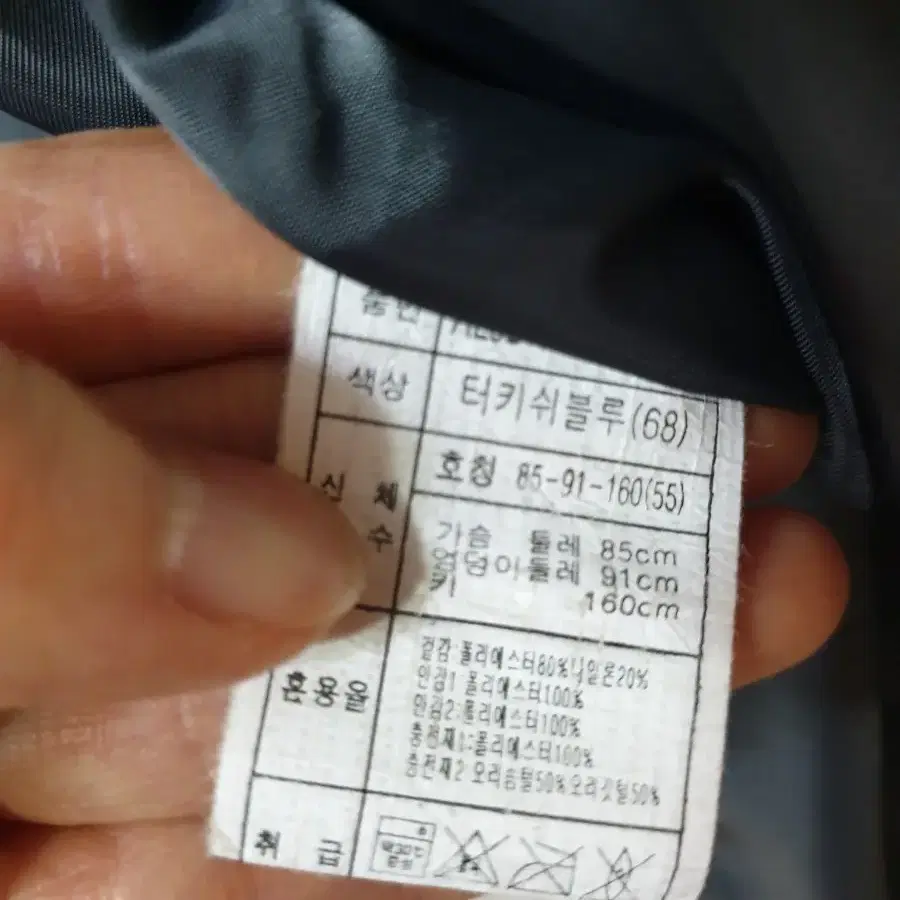 품번
색상 터키쉬블루(68)
신 체 호칭 85-91-160(55)
수 가슴 둘레 85cm
엉덩이둘레 91cm
키 160cm
혼 용 율
겉감:폴리에스터80%나일론20%
안감1:폴리에스터100%
안감2:폴리에스터100%
충전재1:폴리에스터100%
충전재2:오리솜털50%오리깃털50%
취 급